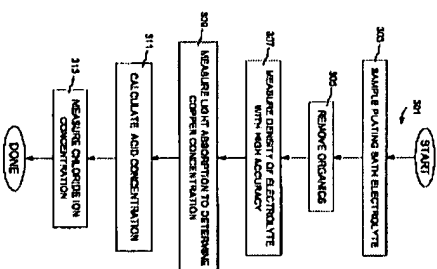 START
301
303
SAMPLE PLATING BATH ELECTROLYTE
305
REMOVE ORGANICS
307
MEASURE DENSITY OF ELECTROLYTE
WITH HIGH ACCURACY
309
MEASURE LIGHT ABSORPTION TO DETERMINE
COPPER CONCENTRATION
311
CALCULATE ACID CONCENTRATION
313
MEASURE CHLORIDE ION
CONCENTRATION
DONE